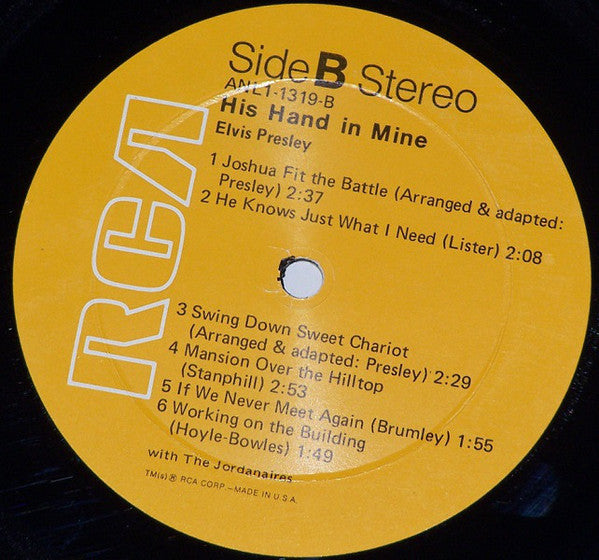 Side B Stereo
ANL1-1319-B
His Hand in Mine
Elvis Presley
1 Joshua Fit the Battle (Arranged & adapted:
Presley) 2:37
2 He Knows Just What I Need (Lister) 2:08
RCA
3 Swing Down Sweet Chariot
(Arranged & adapted: Presley) 2:29
4 Mansion Over the Hilltop
(Stanphill) 2:53
5 If We Never Meet Again (Brumley) 1:55
6 Working on the Building
(Hoyle-Bowles) 1:49
with The Jordanaires
TM(s) ® RCA CORP.—MADE IN U.S.A.